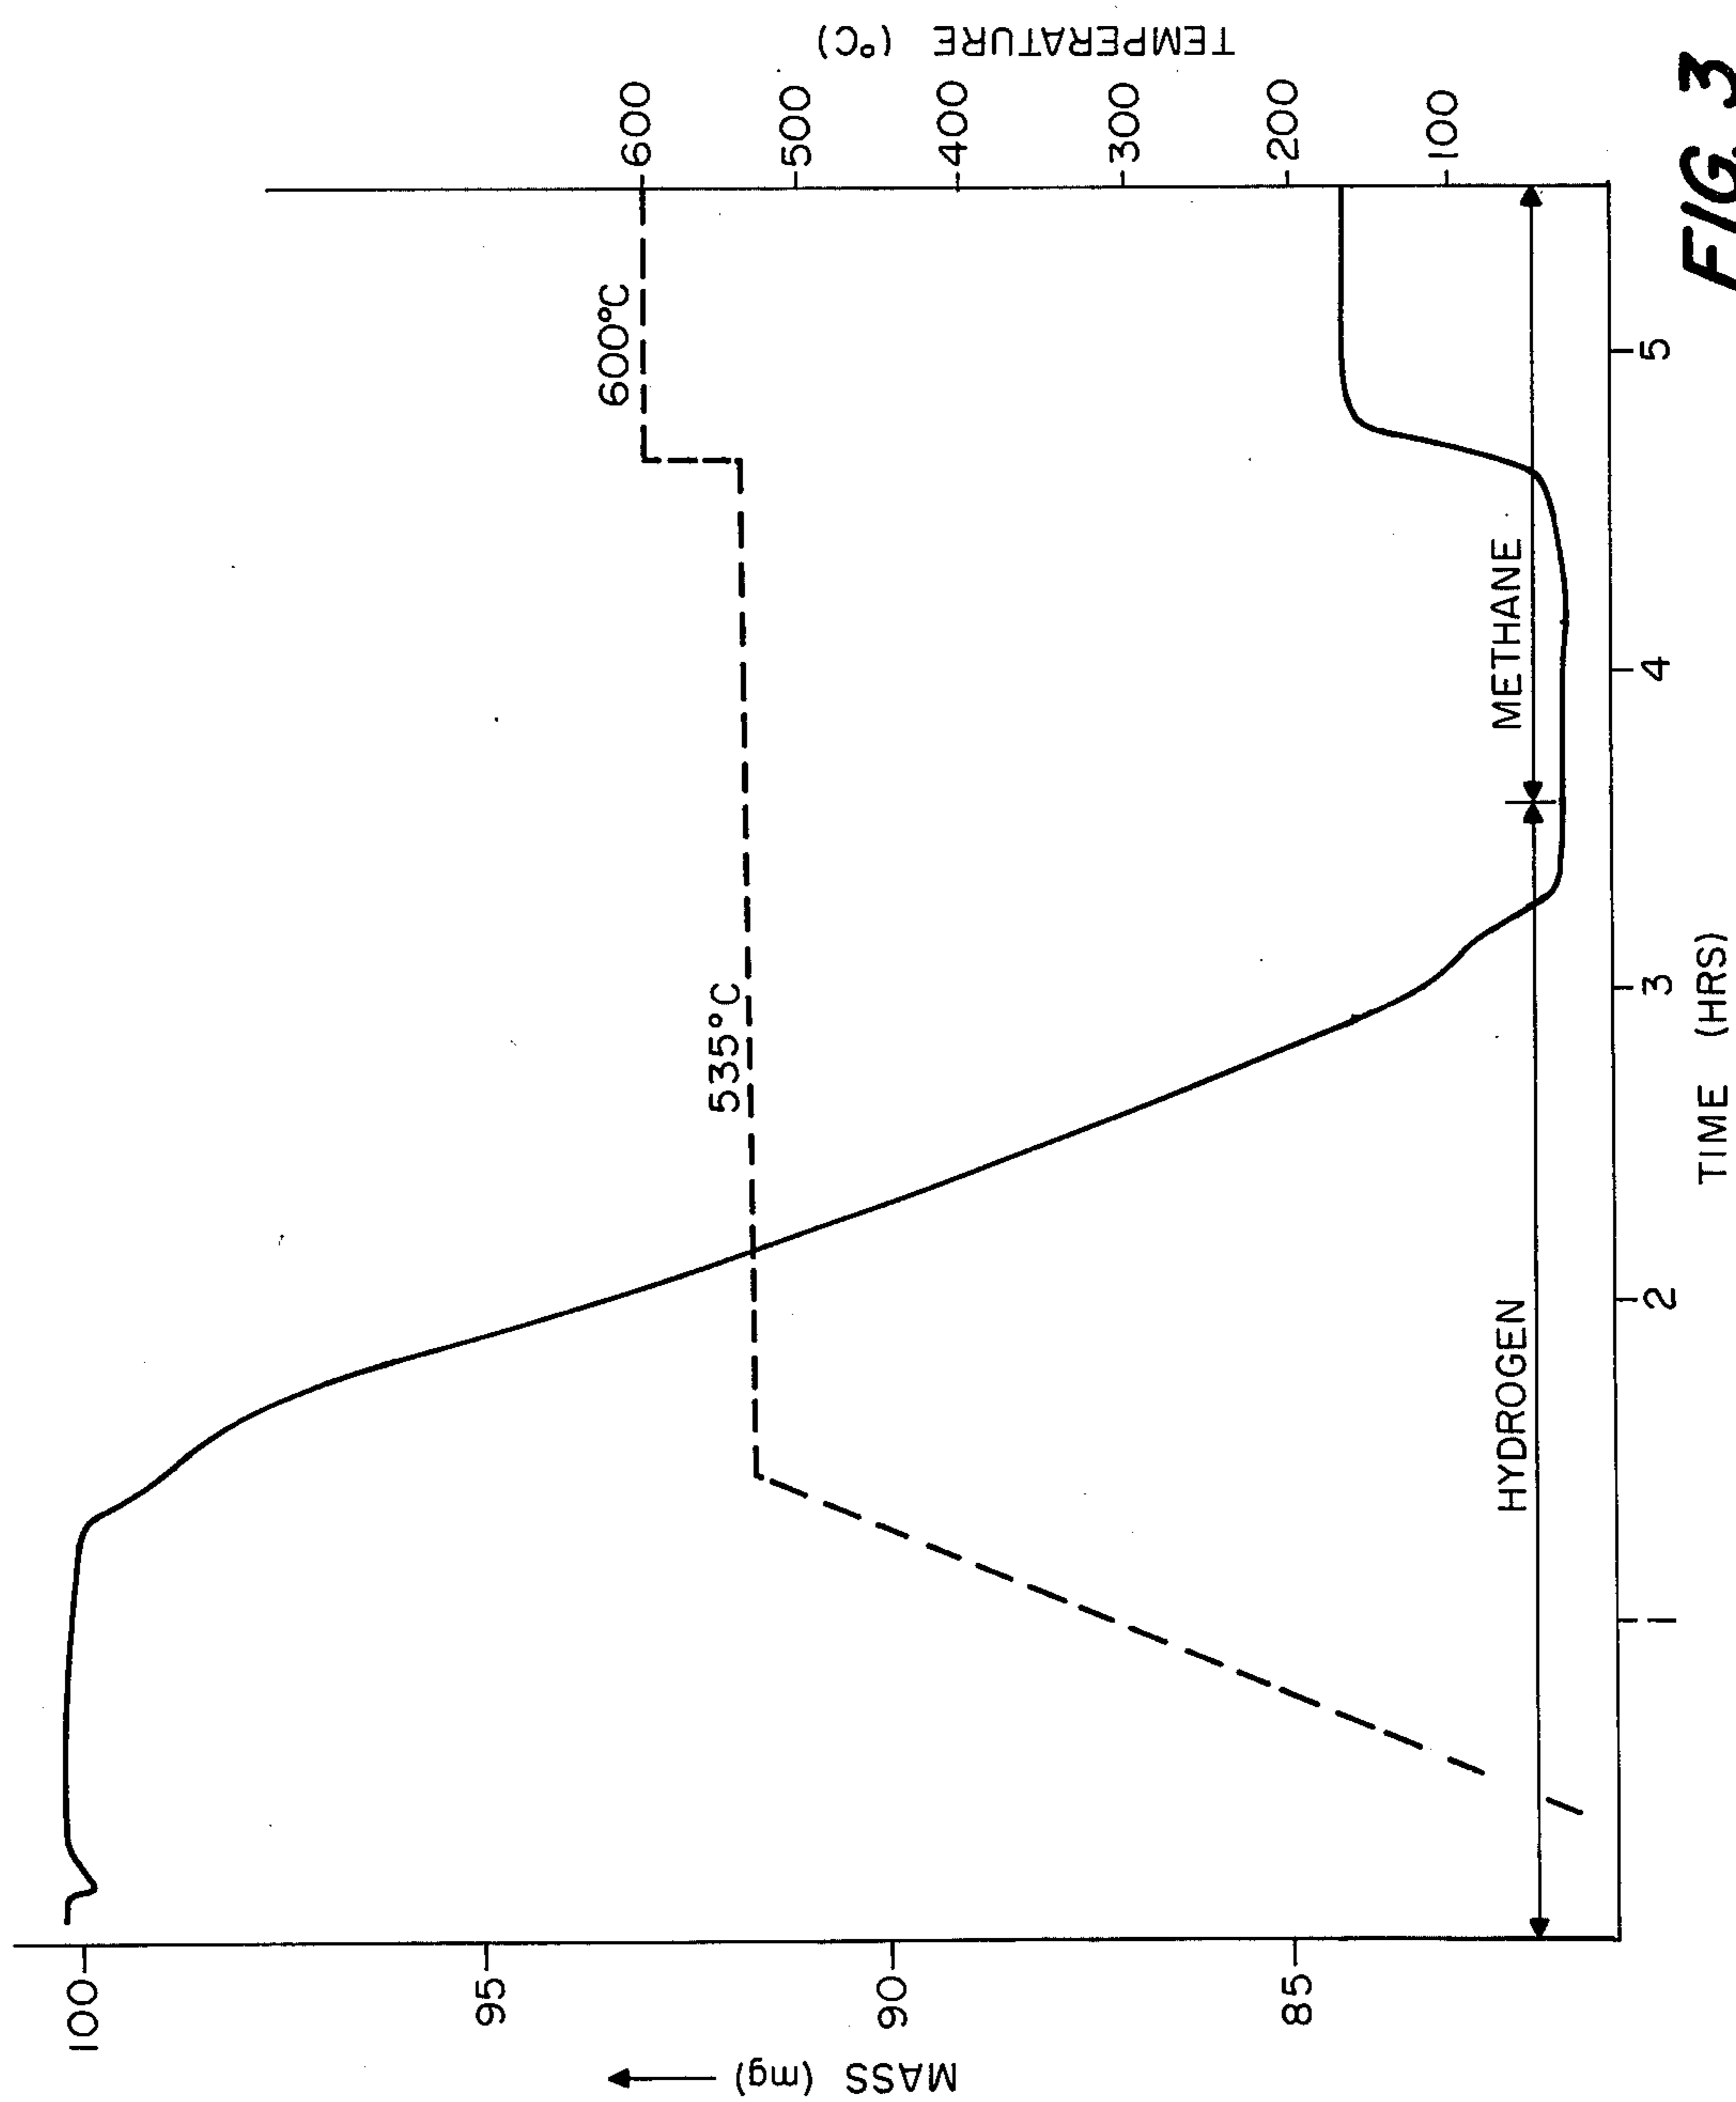 100
95
90
85
MASS (mg)
600
500
400
300
200
100
TEMPERATURE (°C)
600°C
535°C
HYDROGEN
METHANE
1
2
3
4
5
TIME (HRS)
FIG. 3